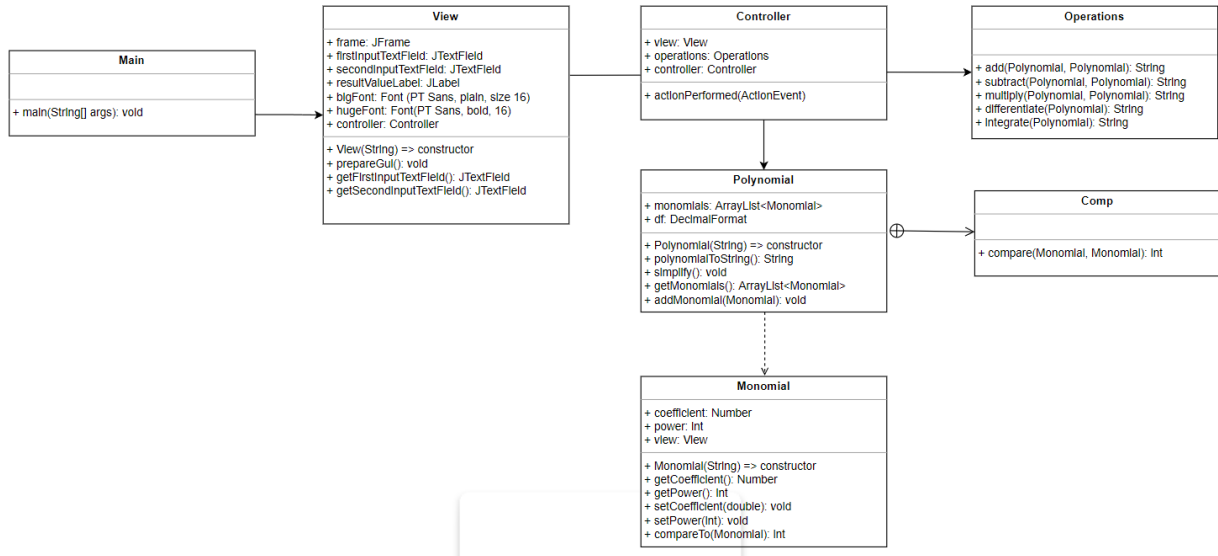 Main
+ main(String[] args): void
View
+ frame: JFrame
+ firstInputTextField: JTextField
+ secondInputTextField: JTextField
+ resultValueLabel: JLabel
+ bigFont: Font (PT Sans, plain, size 16)
+ hugeFont: Font(PT Sans, bold, 16)
+ controller: Controller
+ View(String) => constructor
+ prepareGui(): void
+ getFirstInputTextField(): JTextField
+ getSecondInputTextField(): JTextField
Controller
+ view: View
+ operations: Operations
+ controller: Controller
+ actionPerformed(ActionEvent)
Operations
+ add(Polynomial, Polynomial): String
+ subtract(Polynomial, Polynomial): String
+ multiply(Polynomial, Polynomial): String
+ differentiate(Polynomial): String
+ integrate(Polynomial): String
Polynomial
+ monomials: ArrayList<Monomial>
+ df: DecimalFormat
+ Polynomial(String) => constructor
+ polynomialToString(): String
+ simplify(): void
+ getMonomials(): ArrayList<Monomial>
+ addMonomial(Monomial): void
Comp
+ compare(Monomial, Monomial): int
Monomial
+ coefficient: Number
+ power: int
+ view: View
+ Monomial(String) => constructor
+ getCoefficient(): Number
+ getPower(): int
+ setCoefficient(double): void
+ setPower(int): void
+ compareTo(Monomial): int